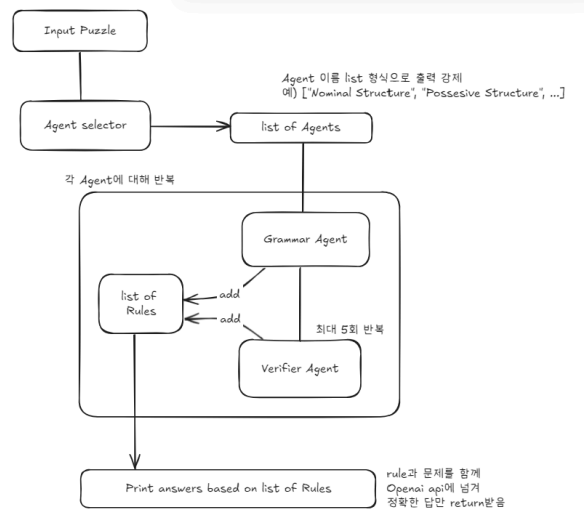 Input Puzzle
Agent 이름 list 형식으로 출력 강제
예) ["Nominal Structure", "Possesive Structure", ...]
Agent selector
list of Agents
각 Agent에 대해 반복
Grammar Agent
list of
Rules
add
add
최대 5회 반복
Verifier Agent
Print answers based on list of Rules
rule과 문제를 함께
Openai api에 넘겨
정확한 답만 return받음